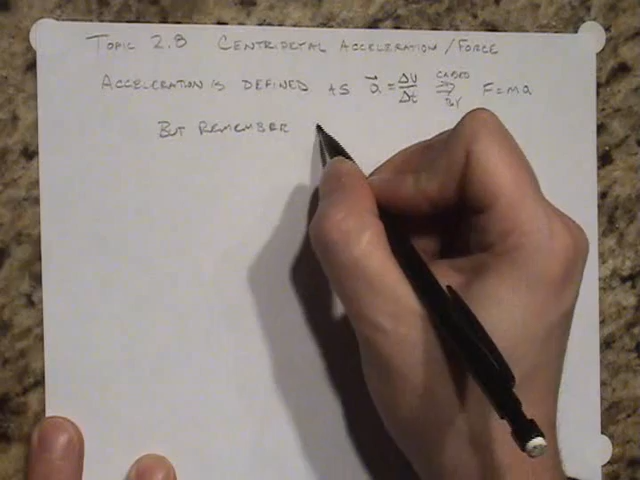 TOPIC 2.8 CENTRIPETAL ACCELERATION/FORCE
ACCELERATION IS DEFINED AS a⃗ = ΔV/Δt CAUSED BY ⇒ F=ma
BUT REMEMBER